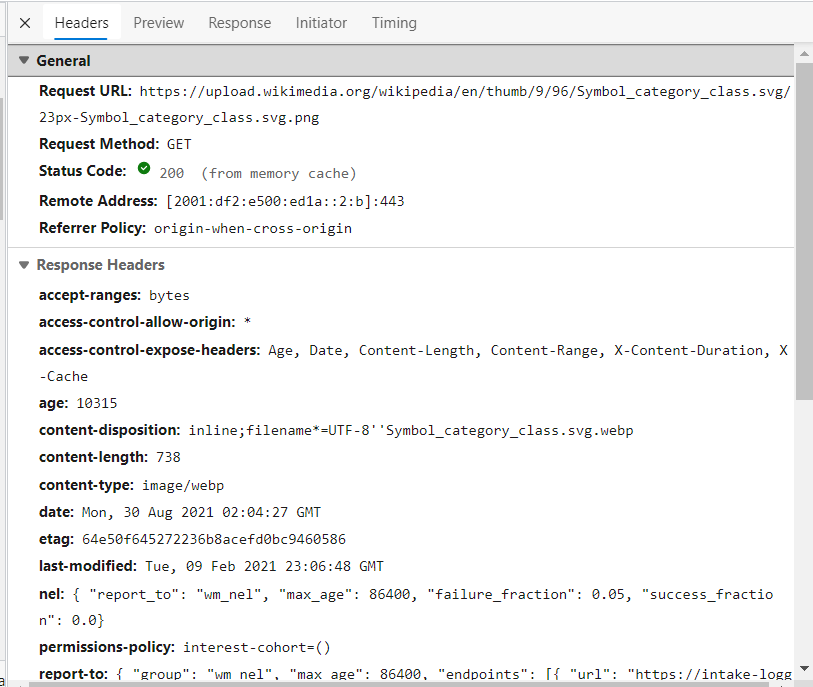 Headers Preview Response Initiator Timing
General
Request URL: https://upload.wikimedia.org/wikipedia/en/thumb/9/96/Symbol_category_class.svg/
23px-Symbol_category_class.svg.png
Request Method: GET
Status Code: 200 (from memory cache)
Remote Address: [2001:df2:e500:ed1a::2:b]:443
Referrer Policy: origin-when-cross-origin
Response Headers
accept-ranges: bytes
access-control-allow-origin: *
access-control-expose-headers: Age, Date, Content-Length, Content-Range, X-Content-Duration, X
-Cache
age: 10315
content-disposition: inline;filename*=UTF-8''Symbol_category_class.svg.webp
content-length: 738
content-type: image/webp
date: Mon, 30 Aug 2021 02:04:27 GMT
etag: 64e50f645272236b8acefd0bc9460586
last-modified: Tue, 09 Feb 2021 23:06:48 GMT
nel: { "report_to": "wm_nel", "max_age": 86400, "failure_fraction": 0.05, "success_fractio
n": 0.0}
permissions-policy: interest-cohort=()
report-to: { "group": "wm_nel", "max_age": 86400, "endpoints": [{ "url": "https://intake-logg